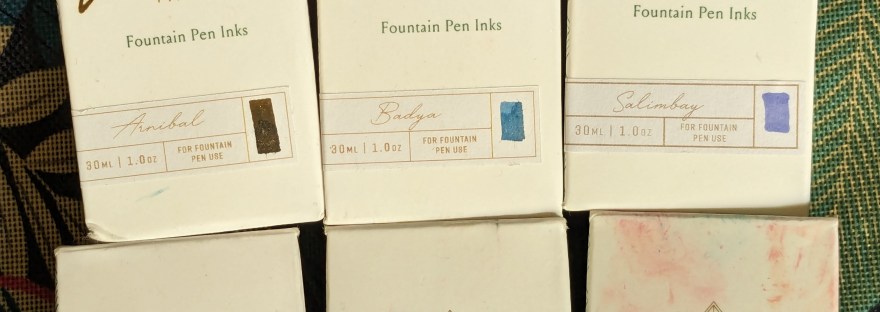 Fountain Pen Inks
Arnibal
30ML | 1.0oz
FOR FOUNTAIN
PEN USE
Fountain Pen Inks
Badya
30ML | 1.0oz
FOR FOUNTAIN
PEN USE
Fountain Pen Inks
Salimbay
30ML | 1.0oz
FOR FOUNTAIN
PEN USE